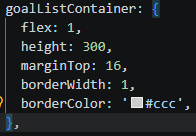 goalListContainer: {
flex: 1,
height: 300,
marginTop: 16,
borderWidth: 1,
borderColor: '#ccc',
},